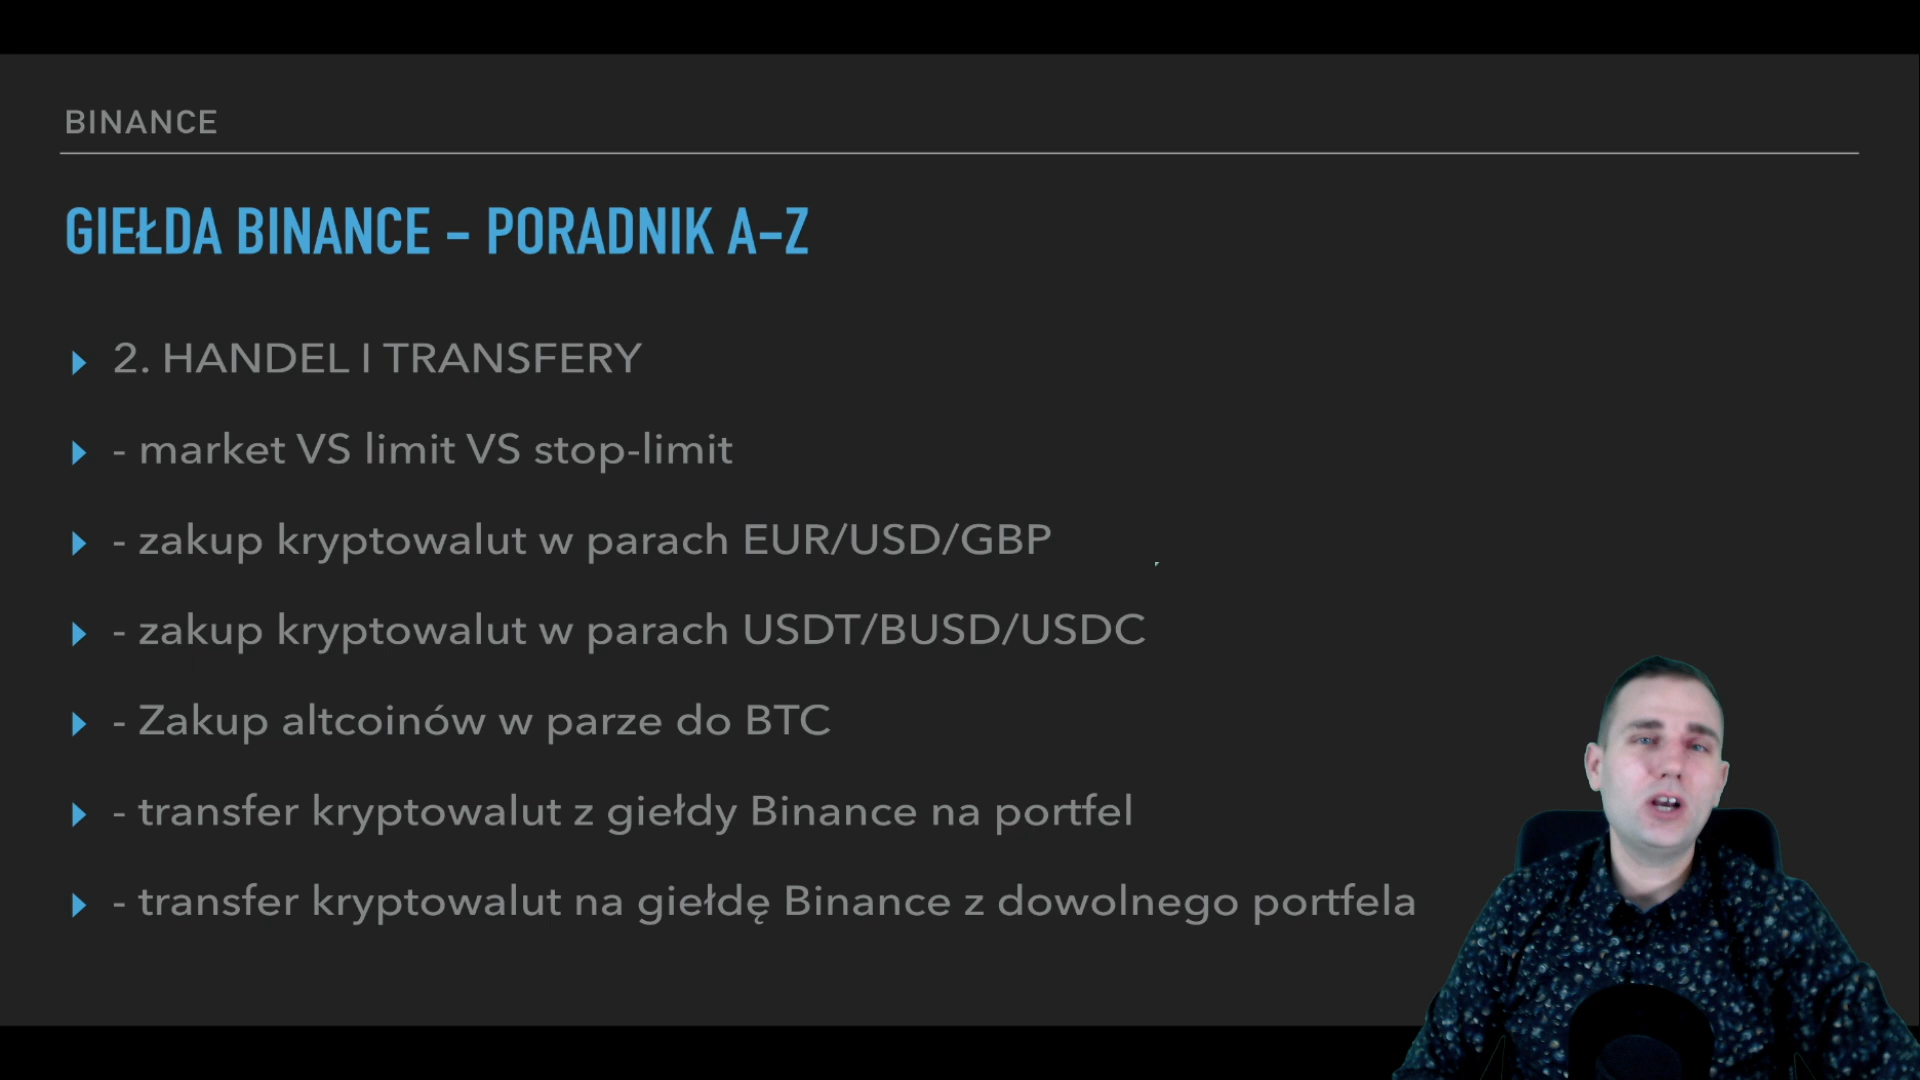 BINANCE
GIEŁDA BINANCE - PORADNIK A-Z
2. HANDEL I TRANSFERY
- market VS limit VS stop-limit
- zakup kryptowalut w parach EUR/USD/GBP
- zakup kryptowalut w parach USDT/BUSD/USDC
- Zakup altcoinów w parze do BTC
- transfer kryptowalut z giełdy Binance na portfel
- transfer kryptowalut na giełdę Binance z dowolnego portfela